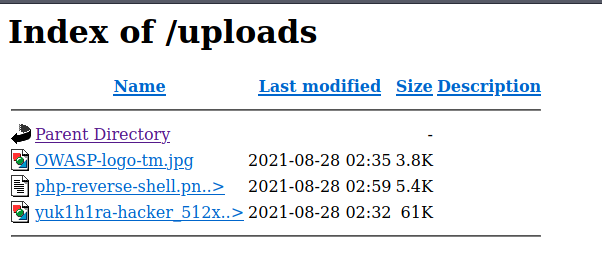 Index of /uploads
Name Last modified Size Description
Parent Directory -
OWASP-logo-tm.jpg 2021-08-28 02:35 3.8K
php-reverse-shell.pn..> 2021-08-28 02:59 5.4K
yuk1h1ra-hacker_512x..> 2021-08-28 02:32 61K